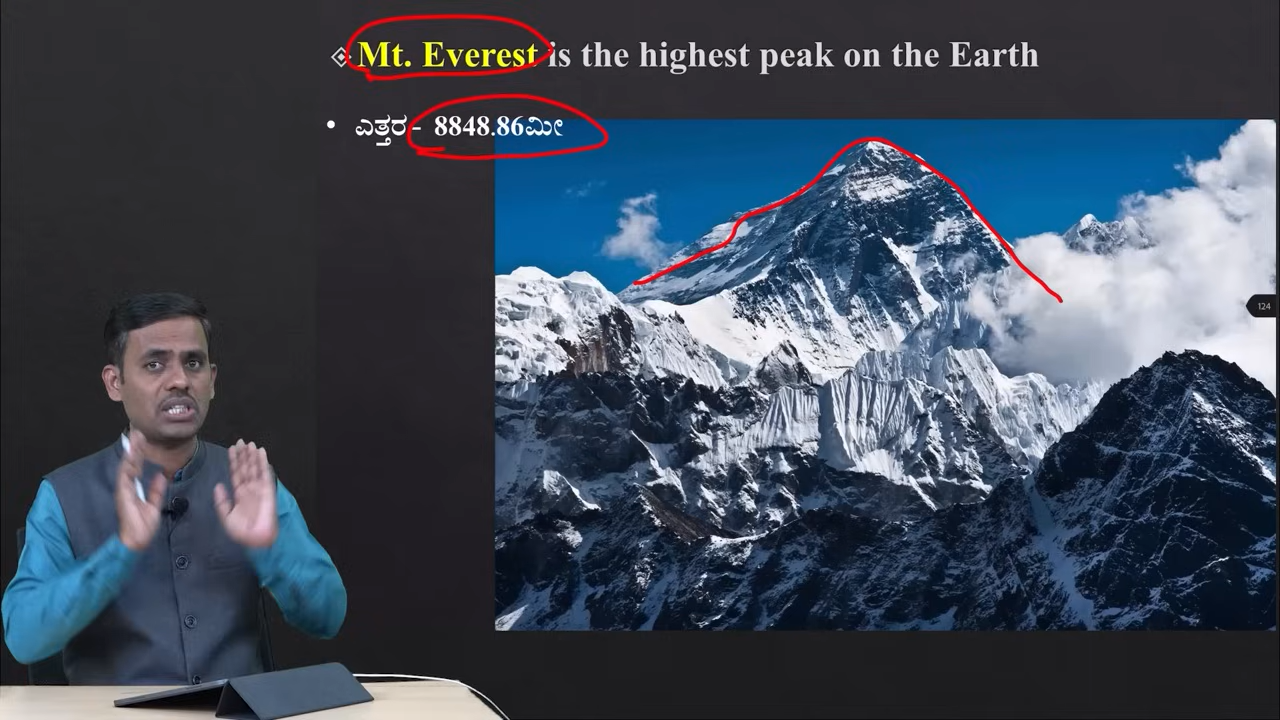 Mt. Everest is the highest peak on the Earth
• ಎತ್ತರ - 8848.86ಮೀ
124